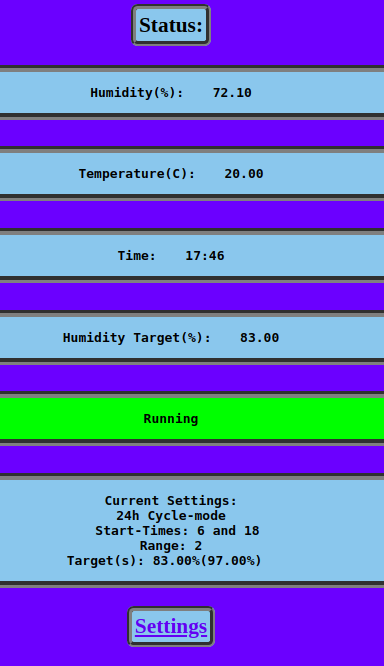 Status:
Humidity(%): 72.10
Temperature(C): 20.00
Time: 17:46
Humidity Target(%): 83.00
Running
Current Settings:
24h Cycle-mode
Start-Times: 6 and 18
Range: 2
Target(s): 83.00%(97.00%)
Settings